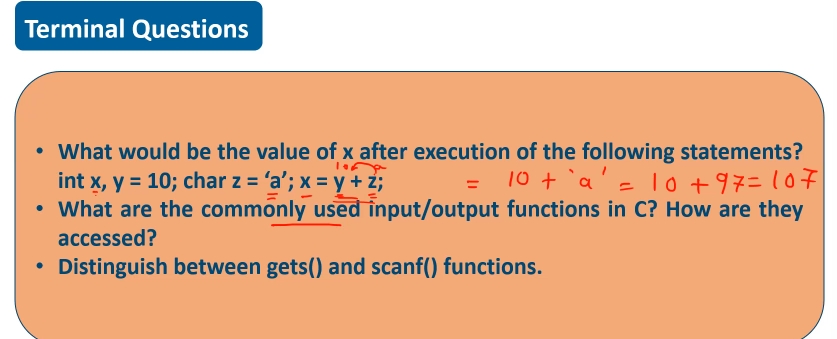 Terminal Questions
• What would be the value of x after execution of the following statements?
int x, y = 10; char z = ‘a’; x = y + z; = 10 + 'a' = 10 + 97 = 107
• What are the commonly used input/output functions in C? How are they
accessed?
• Distinguish between gets() and scanf() functions.